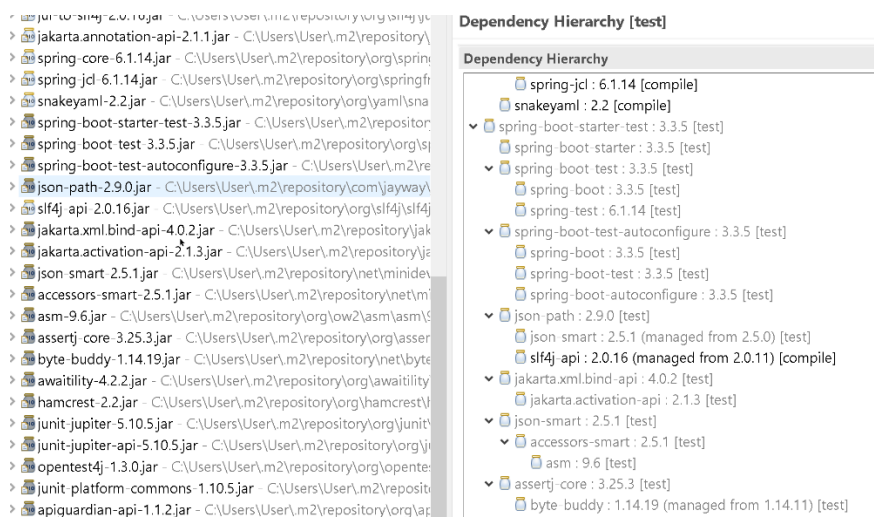 jul-to-slf4j-2.0.16.jar - C:\Users\User\.m2\repository\org\slf4j\ju
jakarta.annotation-api-2.1.1.jar - C:\Users\User\.m2\repository\
spring-core-6.1.14.jar - C:\Users\User\.m2\repository\org\spring
spring-jcl-6.1.14.jar - C:\Users\User\.m2\repository\org\springfr
snakeyaml-2.2.jar - C:\Users\User\.m2\repository\org\yaml\sna
spring-boot-starter-test-3.3.5.jar - C:\Users\User\.m2\repository
spring-boot-test-3.3.5.jar - C:\Users\User\.m2\repository\org\s
spring-boot-test-autoconfigure-3.3.5.jar - C:\Users\User\.m2\re
json-path-2.9.0.jar - C:\Users\User\.m2\repository\com\jayway\
slf4j-api-2.0.16.jar - C:\Users\User\.m2\repository\org\slf4j\slf4j
jakarta.xml.bind-api-4.0.2.jar - C:\Users\User\.m2\repository\jak
jakarta.activation-api-2.1.3.jar - C:\Users\User\.m2\repository\ja
json-smart-2.5.1.jar - C:\Users\User\.m2\repository\net\minidev
accessors-smart-2.5.1.jar - C:\Users\User\.m2\repository\net\m
asm-9.6.jar - C:\Users\User\.m2\repository\org\ow2\asm\asm\9
assertj-core-3.25.3.jar - C:\Users\User\.m2\repository\org\asser
byte-buddy-1.14.19.jar - C:\Users\User\.m2\repository\net\byte
awaitility-4.2.2.jar - C:\Users\User\.m2\repository\org\awaitility
hamcrest-2.2.jar - C:\Users\User\.m2\repository\org\hamcrest\h
junit-jupiter-5.10.5.jar - C:\Users\User\.m2\repository\org\junit\
junit-jupiter-api-5.10.5.jar - C:\Users\User\.m2\repository\org\ju
opentest4j-1.3.0.jar - C:\Users\User\.m2\repository\org\opentes
junit-platform-commons-1.10.5.jar - C:\Users\User\.m2\reposit
apiguardian-api-1.1.2.jar - C:\Users\User\.m2\repository\org\ap
Dependency Hierarchy [test]
Dependency Hierarchy
spring-jcl : 6.1.14 [compile]
snakeyaml : 2.2 [compile]
spring-boot-starter-test : 3.3.5 [test]
spring-boot-starter : 3.3.5 [test]
spring-boot-test : 3.3.5 [test]
spring-boot : 3.3.5 [test]
spring-test : 6.1.14 [test]
spring-boot-test-autoconfigure : 3.3.5 [test]
spring-boot : 3.3.5 [test]
spring-boot-test : 3.3.5 [test]
spring-boot-autoconfigure : 3.3.5 [test]
json-path : 2.9.0 [test]
json-smart : 2.5.1 (managed from 2.5.0) [test]
slf4j-api : 2.0.16 (managed from 2.0.11) [compile]
jakarta.xml.bind-api : 4.0.2 [test]
jakarta.activation-api : 2.1.3 [test]
json-smart : 2.5.1 [test]
accessors-smart : 2.5.1 [test]
asm : 9.6 [test]
assertj-core : 3.25.3 [test]
byte-buddy : 1.14.19 (managed from 1.14.11) [test]